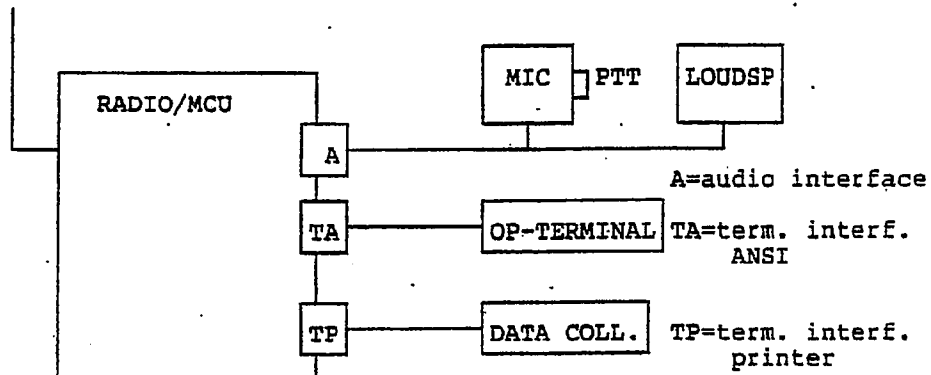 MIC PTT LOUDSP
RADIO/MCU
A
A=audio interface
TA OP-TERMINAL TA=term. interf.
ANSI
TP DATA COLL. TP=term. interf.
printer